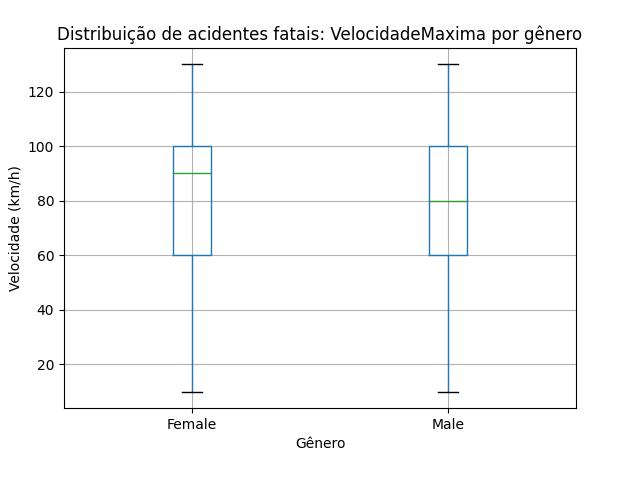 Distribuição de acidentes fatais: VelocidadeMaxima por gênero
Velocidade (km/h)
120
100
80
60
40
20
Female Male
Gênero